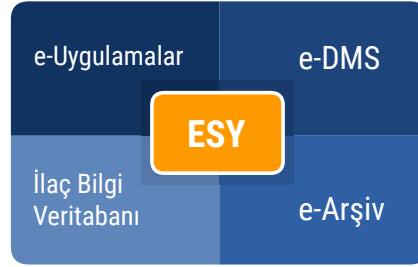 e-Uygulamalar
e-DMS
ESY
İlaç Bilgi
Veritabanı
e-Arşiv